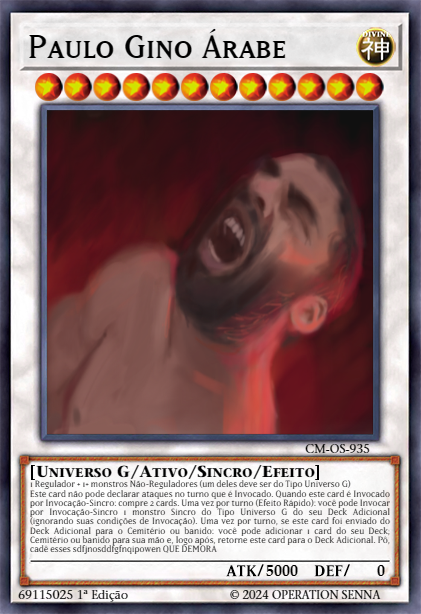 Paulo Gino Árabe
DIVINE
神
CM-OS-935
[Universo G/Ativo/Sincro/Efeito]
1 Regulador + 1+ monstros Não-Reguladores (um deles deve ser do Tipo Universo G)
Este card não pode declarar ataques no turno que é Invocado. Quando este card é Invocado
por Invocação-Sincro: compre 2 cards. Uma vez por turno (Efeito Rápido): você pode Invocar
por Invocação-Sincro 1 monstro Sincro do Tipo Universo G do seu Deck Adicional
(ignorando suas condições de Invocação). Uma vez por turno, se este card foi enviado do
Deck Adicional para o Cemitério ou banido: você pode adicionar 1 card do seu Deck,
Cemitério ou banido para sua mão e, logo após, retorne este card para o Deck Adicional. Pô,
cadê esses sdfjnosddfgfnqipowen QUE DEMORA
ATK/5000 DEF/ 0
69115025 1ª Edição © 2024 OPERATION SENNA